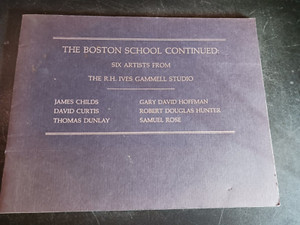 THE BOSTON SCHOOL CONTINUED
SIX ARTISTS FROM
THE R.H. IVES GAMMELL STUDIO
JAMES CHILDS GARY DAVID HOFFMAN
DAVID CURTIS ROBERT DOUGLAS HUNTER
THOMAS DUNLAY SAMUEL ROSE